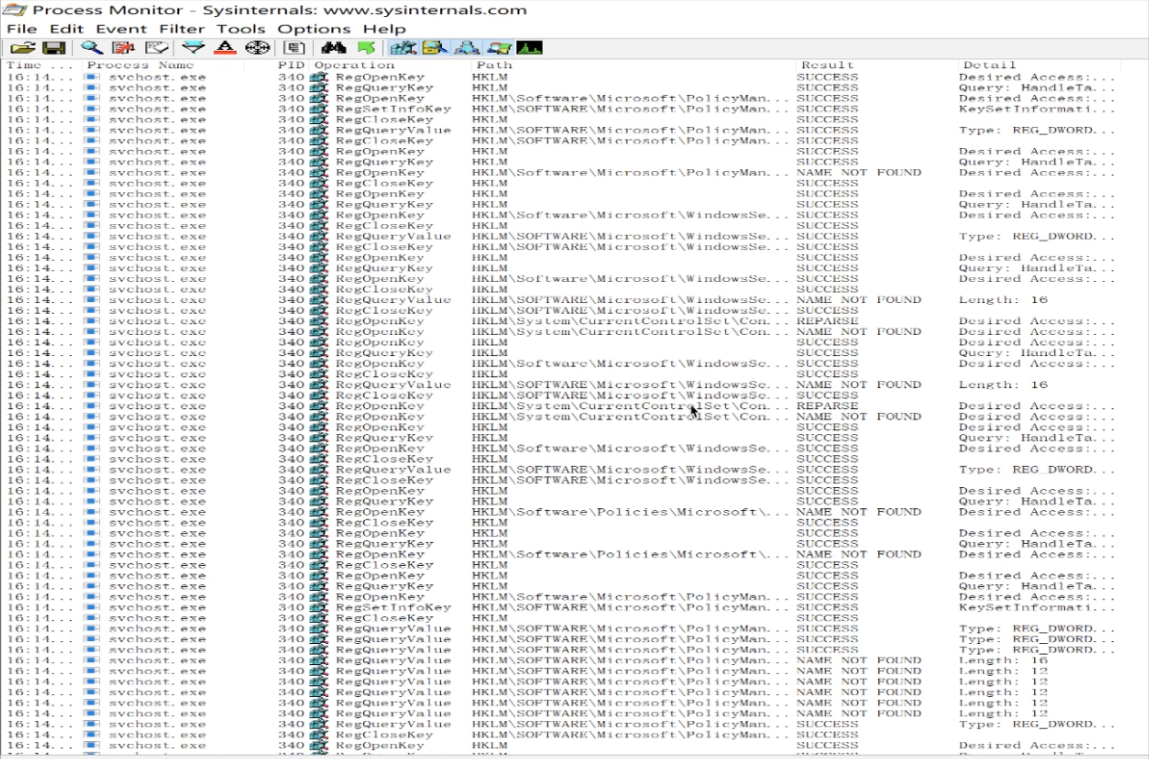 Process Monitor - Sysinternals: www.sysinternals.com
File Edit Event Filter Tools Options Help
Time ... Process Name PID Operation Path Result Detail
16:14... svchost.exe 340 RegOpenKey HKLM SUCCESS Desired Access:...
16:14... svchost.exe 340 RegQueryKey HKLM SUCCESS Query: HandleTa...
16:14... svchost.exe 340 RegOpenKey HKLM\Software\Microsoft\PolicyMan... SUCCESS Desired Access:...
16:14... svchost.exe 340 RegSetInfoKey HKLM\SOFTWARE\Microsoft\PolicyMan... SUCCESS KeySetInformati...
16:14... svchost.exe 340 RegCloseKey HKLM SUCCESS
16:14... svchost.exe 340 RegQueryValue HKLM\SOFTWARE\Microsoft\PolicyMan... SUCCESS Type: REG_DWORD...
16:14... svchost.exe 340 RegCloseKey HKLM\SOFTWARE\Microsoft\PolicyMan... SUCCESS
16:14... svchost.exe 340 RegOpenKey HKLM SUCCESS Desired Access:...
16:14... svchost.exe 340 RegQueryKey HKLM SUCCESS Query: HandleTa...
16:14... svchost.exe 340 RegOpenKey HKLM\Software\Microsoft\PolicyMan... NAME NOT FOUND Desired Access:...
16:14... svchost.exe 340 RegCloseKey HKLM SUCCESS
16:14... svchost.exe 340 RegOpenKey HKLM SUCCESS Desired Access:...
16:14... svchost.exe 340 RegQueryKey HKLM SUCCESS Query: HandleTa...
16:14... svchost.exe 340 RegOpenKey HKLM\Software\Microsoft\WindowsSe... SUCCESS Desired Access:...
16:14... svchost.exe 340 RegCloseKey HKLM SUCCESS
16:14... svchost.exe 340 RegQueryValue HKLM\SOFTWARE\Microsoft\WindowsSe... SUCCESS Type: REG_DWORD...
16:14... svchost.exe 340 RegCloseKey HKLM\SOFTWARE\Microsoft\WindowsSe... SUCCESS
16:14... svchost.exe 340 RegOpenKey HKLM SUCCESS Desired Access:...
16:14... svchost.exe 340 RegQueryKey HKLM SUCCESS Query: HandleTa...
16:14... svchost.exe 340 RegOpenKey HKLM\Software\Microsoft\WindowsSe... SUCCESS Desired Access:...
16:14... svchost.exe 340 RegCloseKey HKLM SUCCESS
16:14... svchost.exe 340 RegQueryValue HKLM\SOFTWARE\Microsoft\WindowsSe... NAME NOT FOUND Length: 16
16:14... svchost.exe 340 RegCloseKey HKLM\SOFTWARE\Microsoft\WindowsSe... SUCCESS
16:14... svchost.exe 340 RegOpenKey HKLM\System\CurrentControlSet\Con... REPARSE Desired Access:...
16:14... svchost.exe 340 RegOpenKey HKLM\System\CurrentControlSet\Con... NAME NOT FOUND Desired Access:...
16:14... svchost.exe 340 RegOpenKey HKLM SUCCESS Desired Access:...
16:14... svchost.exe 340 RegQueryKey HKLM SUCCESS Query: HandleTa...
16:14... svchost.exe 340 RegOpenKey HKLM\Software\Microsoft\WindowsSe... SUCCESS Desired Access:...
16:14... svchost.exe 340 RegCloseKey HKLM SUCCESS
16:14... svchost.exe 340 RegQueryValue HKLM\SOFTWARE\Microsoft\WindowsSe... NAME NOT FOUND Length: 16
16:14... svchost.exe 340 RegCloseKey HKLM\SOFTWARE\Microsoft\WindowsSe... SUCCESS
16:14... svchost.exe 340 RegOpenKey HKLM\System\CurrentControlSet\Con... REPARSE Desired Access:...
16:14... svchost.exe 340 RegOpenKey HKLM\System\CurrentControlSet\Con... NAME NOT FOUND Desired Access:...
16:14... svchost.exe 340 RegOpenKey HKLM SUCCESS Desired Access:...
16:14... svchost.exe 340 RegQueryKey HKLM SUCCESS Query: HandleTa...
16:14... svchost.exe 340 RegOpenKey HKLM\Software\Microsoft\WindowsSe... SUCCESS Desired Access:...
16:14... svchost.exe 340 RegCloseKey HKLM SUCCESS
16:14... svchost.exe 340 RegQueryValue HKLM\SOFTWARE\Microsoft\WindowsSe... SUCCESS Type: REG_DWORD...
16:14... svchost.exe 340 RegCloseKey HKLM\SOFTWARE\Microsoft\WindowsSe... SUCCESS
16:14... svchost.exe 340 RegOpenKey HKLM SUCCESS Desired Access:...
16:14... svchost.exe 340 RegQueryKey HKLM SUCCESS Query: HandleTa...
16:14... svchost.exe 340 RegOpenKey HKLM\Software\Policies\Microsoft\... NAME NOT FOUND Desired Access:...
16:14... svchost.exe 340 RegCloseKey HKLM SUCCESS
16:14... svchost.exe 340 RegOpenKey HKLM SUCCESS Desired Access:...
16:14... svchost.exe 340 RegQueryKey HKLM SUCCESS Query: HandleTa...
16:14... svchost.exe 340 RegOpenKey HKLM\Software\Policies\Microsoft\... NAME NOT FOUND Desired Access:...
16:14... svchost.exe 340 RegCloseKey HKLM SUCCESS
16:14... svchost.exe 340 RegOpenKey HKLM SUCCESS Desired Access:...
16:14... svchost.exe 340 RegQueryKey HKLM SUCCESS Query: HandleTa...
16:14... svchost.exe 340 RegOpenKey HKLM\Software\Microsoft\PolicyMan... SUCCESS Desired Access:...
16:14... svchost.exe 340 RegSetInfoKey HKLM\SOFTWARE\Microsoft\PolicyMan... SUCCESS KeySetInformati...
16:14... svchost.exe 340 RegCloseKey HKLM SUCCESS
16:14... svchost.exe 340 RegQueryValue HKLM\SOFTWARE\Microsoft\PolicyMan... SUCCESS Type: REG_DWORD...
16:14... svchost.exe 340 RegQueryValue HKLM\SOFTWARE\Microsoft\PolicyMan... SUCCESS Type: REG_DWORD...
16:14... svchost.exe 340 RegQueryValue HKLM\SOFTWARE\Microsoft\PolicyMan... SUCCESS Type: REG_DWORD...
16:14... svchost.exe 340 RegQueryValue HKLM\SOFTWARE\Microsoft\PolicyMan... NAME NOT FOUND Length: 16
16:14... svchost.exe 340 RegQueryValue HKLM\SOFTWARE\Microsoft\PolicyMan... NAME NOT FOUND Length: 12
16:14... svchost.exe 340 RegQueryValue HKLM\SOFTWARE\Microsoft\PolicyMan... NAME NOT FOUND Length: 12
16:14... svchost.exe 340 RegQueryValue HKLM\SOFTWARE\Microsoft\PolicyMan... NAME NOT FOUND Length: 12
16:14... svchost.exe 340 RegQueryValue HKLM\SOFTWARE\Microsoft\PolicyMan... NAME NOT FOUND Length: 12
16:14... svchost.exe 340 RegQueryValue HKLM\SOFTWARE\Microsoft\PolicyMan... NAME NOT FOUND Length: 12
16:14... svchost.exe 340 RegQueryValue HKLM\SOFTWARE\Microsoft\PolicyMan... SUCCESS Type: REG_DWORD...
16:14... svchost.exe 340 RegCloseKey HKLM\SOFTWARE\Microsoft\PolicyMan... SUCCESS
16:14... svchost.exe 340 RegOpenKey HKLM SUCCESS Desired Access:...